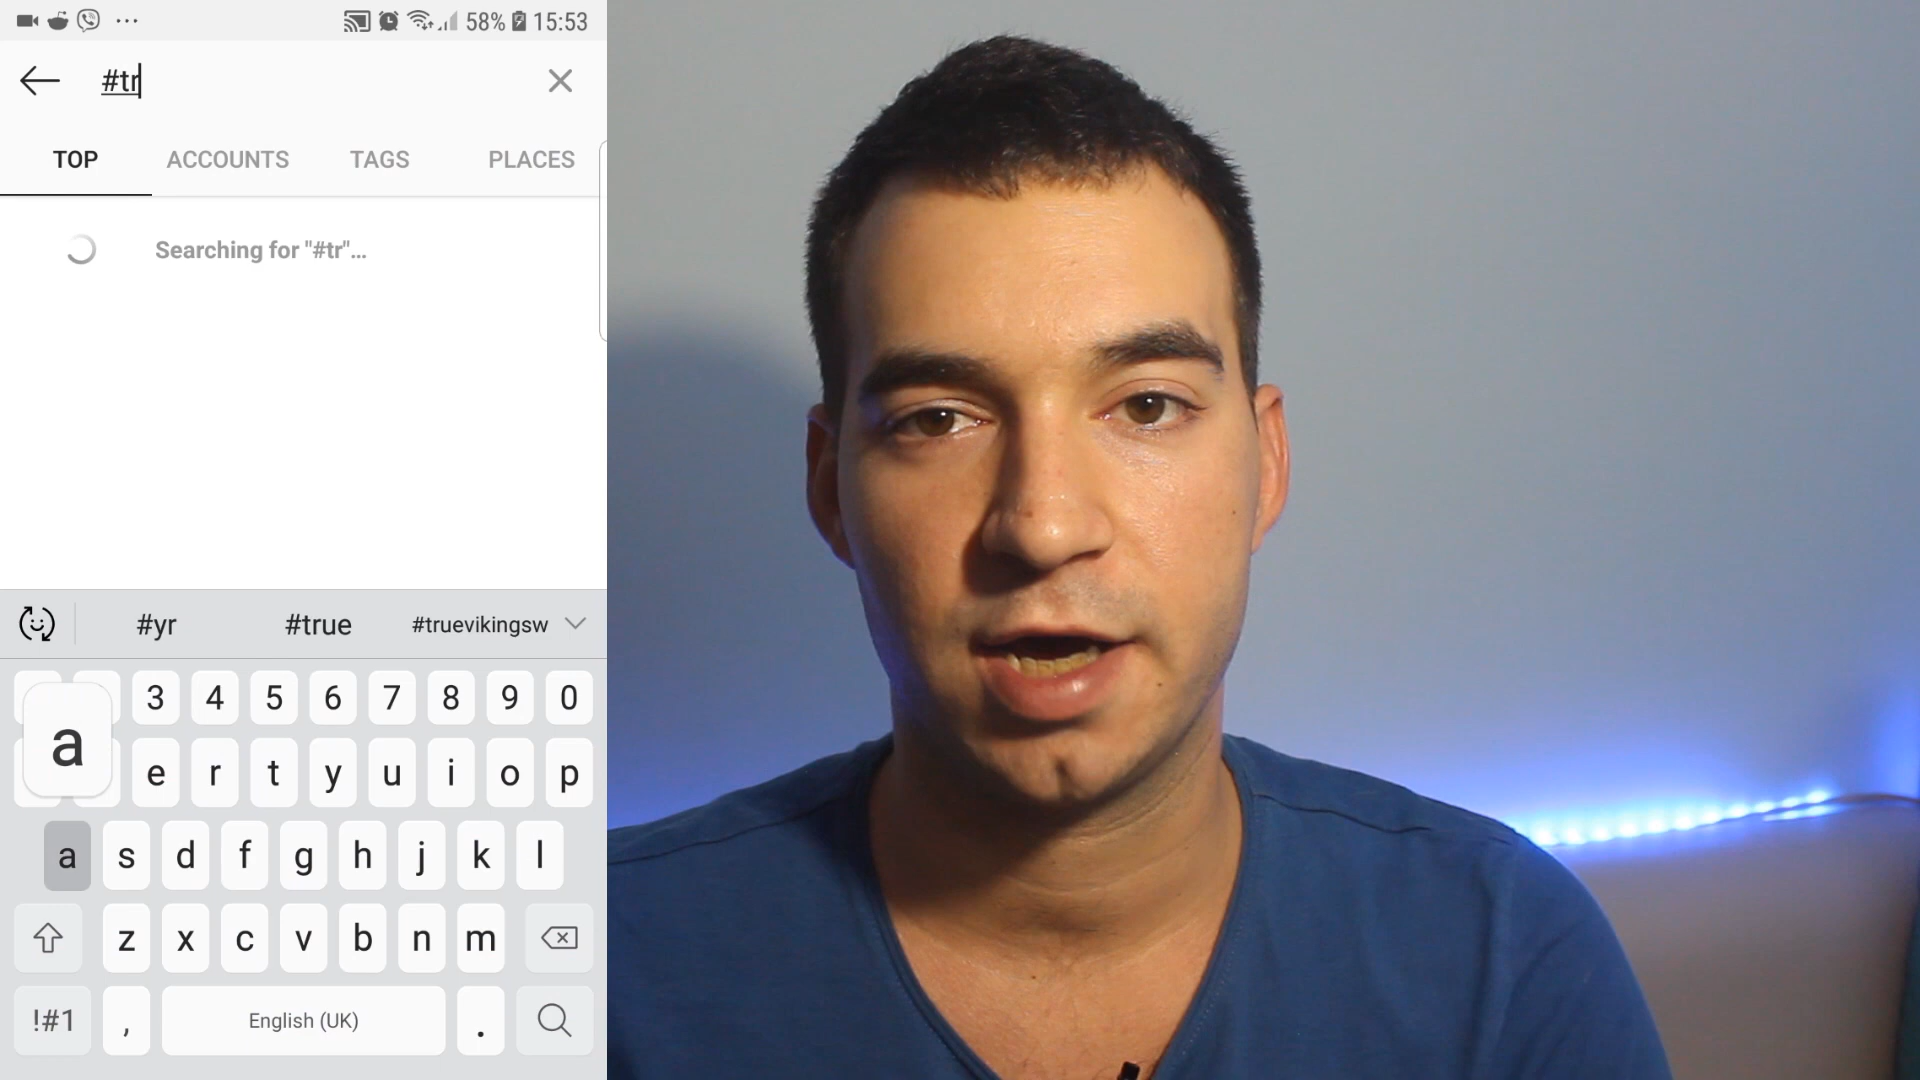 58% 15:53
#tr
TOP ACCOUNTS TAGS PLACES
Searching for "#tr"...
#yr #true #truevikingsw
3 4 5 6 7 8 9 0
a
e r t y u i o p
a s d f g h j k l
z x c v b n m
!#1 , English (UK) .